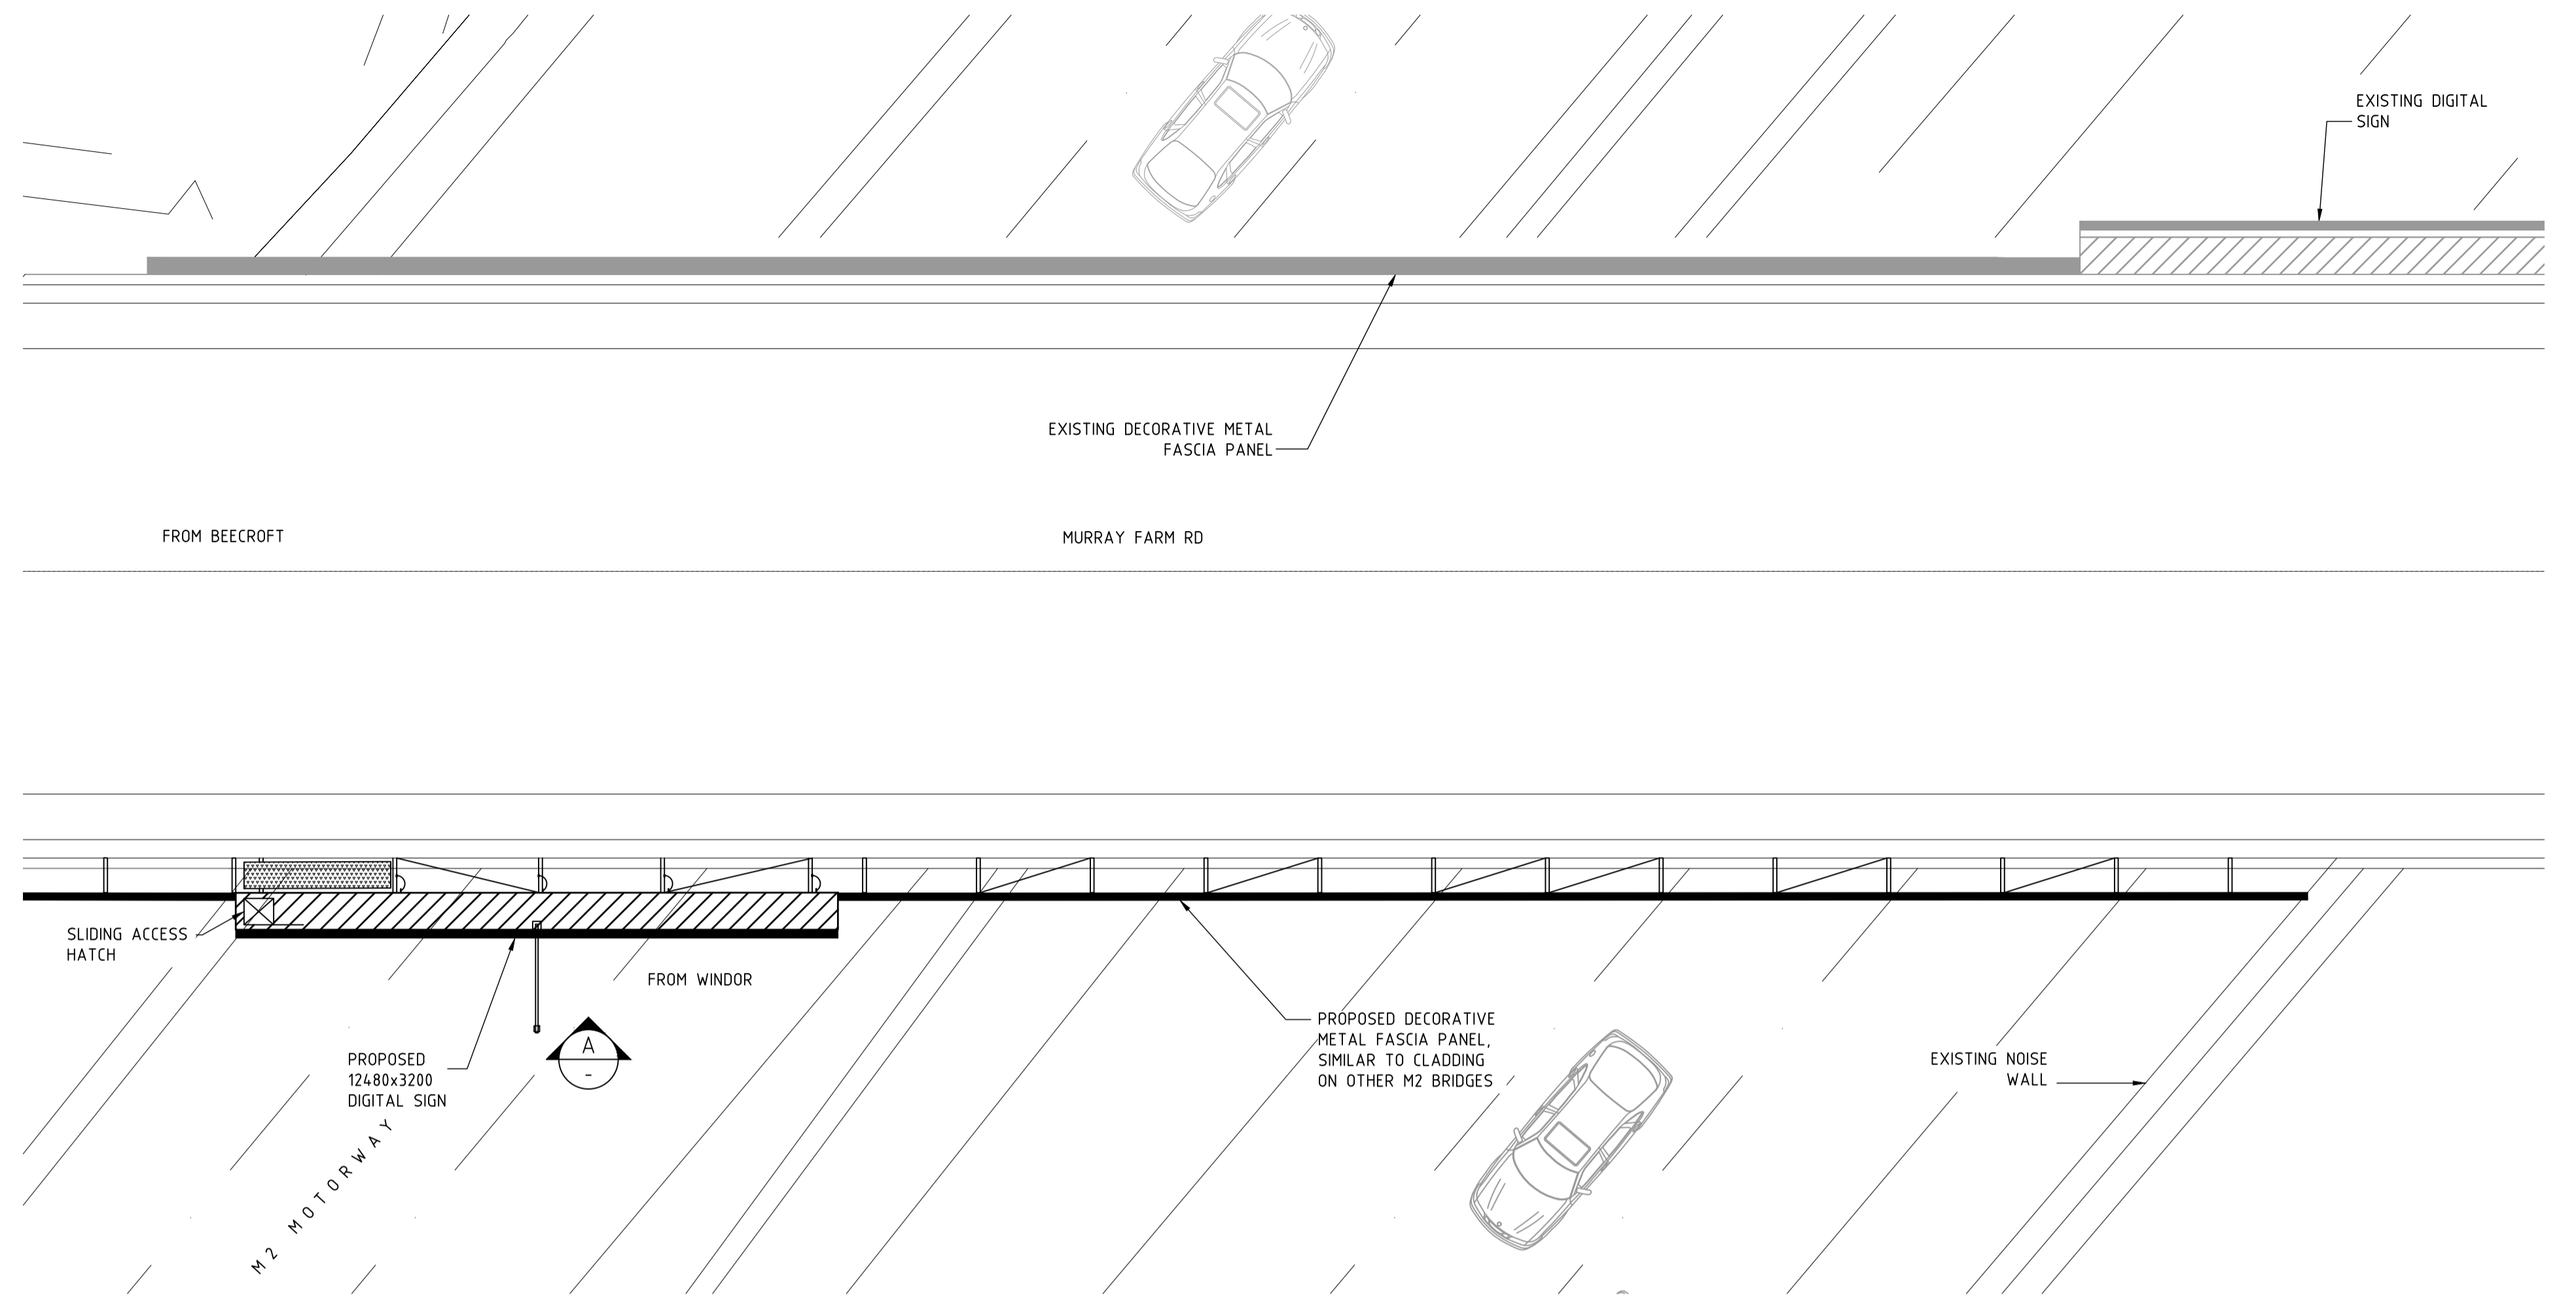 EXISTING DIGITAL
SIGN
EXISTING DECORATIVE METAL
FASCIA PANEL
FROM BEECROFT
MURRAY FARM RD
SLIDING ACCESS
HATCH
FROM WINDOR
PROPOSED
12480x3200
DIGITAL SIGN
A
-
PROPOSED DECORATIVE
METAL FASCIA PANEL,
SIMILAR TO CLADDING
ON OTHER M2 BRIDGES
EXISTING NOISE
WALL
M2 MOTORWAY